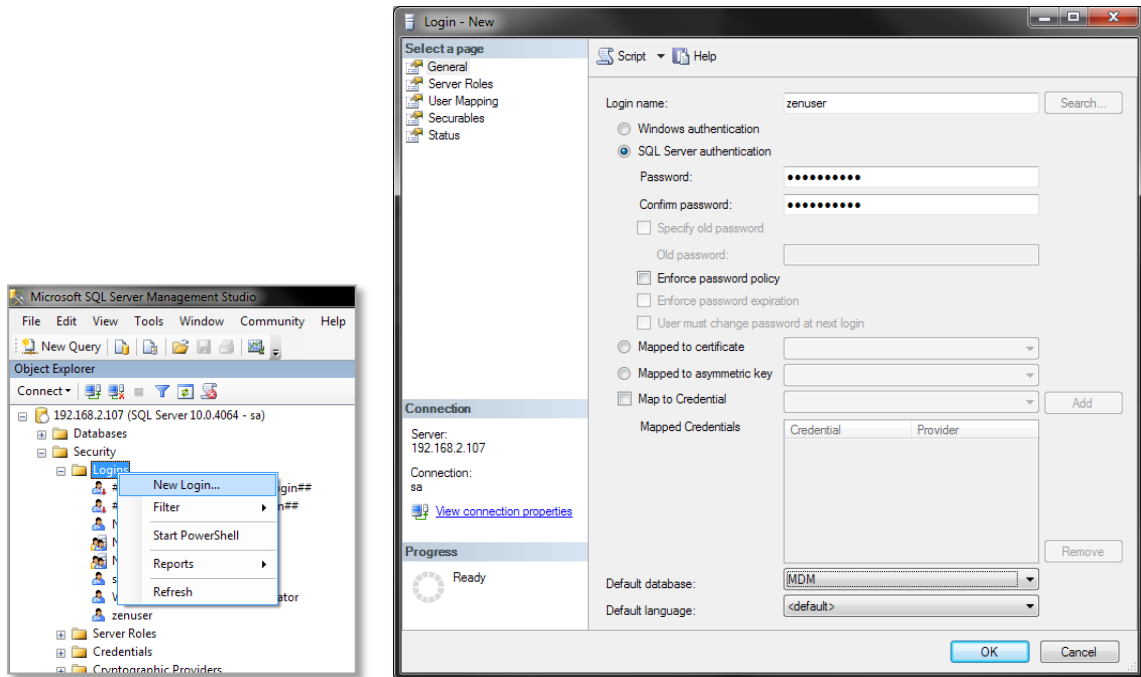 Microsoft SQL Server Management Studio
File Edit View Tools Window Community Help
New Query
Object Explorer
Connect
192.168.2.107 (SQL Server 10.0.4064 - sa)
Databases
Security
Logins
# gin##
# n##
N
N
N
s
ator
zenuser
New Login...
Filter
Start PowerShell
Reports
Refresh
Server Roles
Credentials
Cryptographic Providers
Login - New
Select a page
General
Server Roles
User Mapping
Securables
Status
Connection
Server:
192.168.2.107
Connection:
sa
View connection properties
Progress
Ready
Script Help
Login name: zenuser Search...
Windows authentication
SQL Server authentication
Password: ●●●●●●●●●●
Confirm password: ●●●●●●●●●●
Specify old password
Old password:
Enforce password policy
Enforce password expiration
User must change password at next login
Mapped to certificate
Mapped to asymmetric key
Map to Credential Add
Mapped Credentials Credential Provider
Remove
Default database: MDM
Default language: <default>
OK Cancel